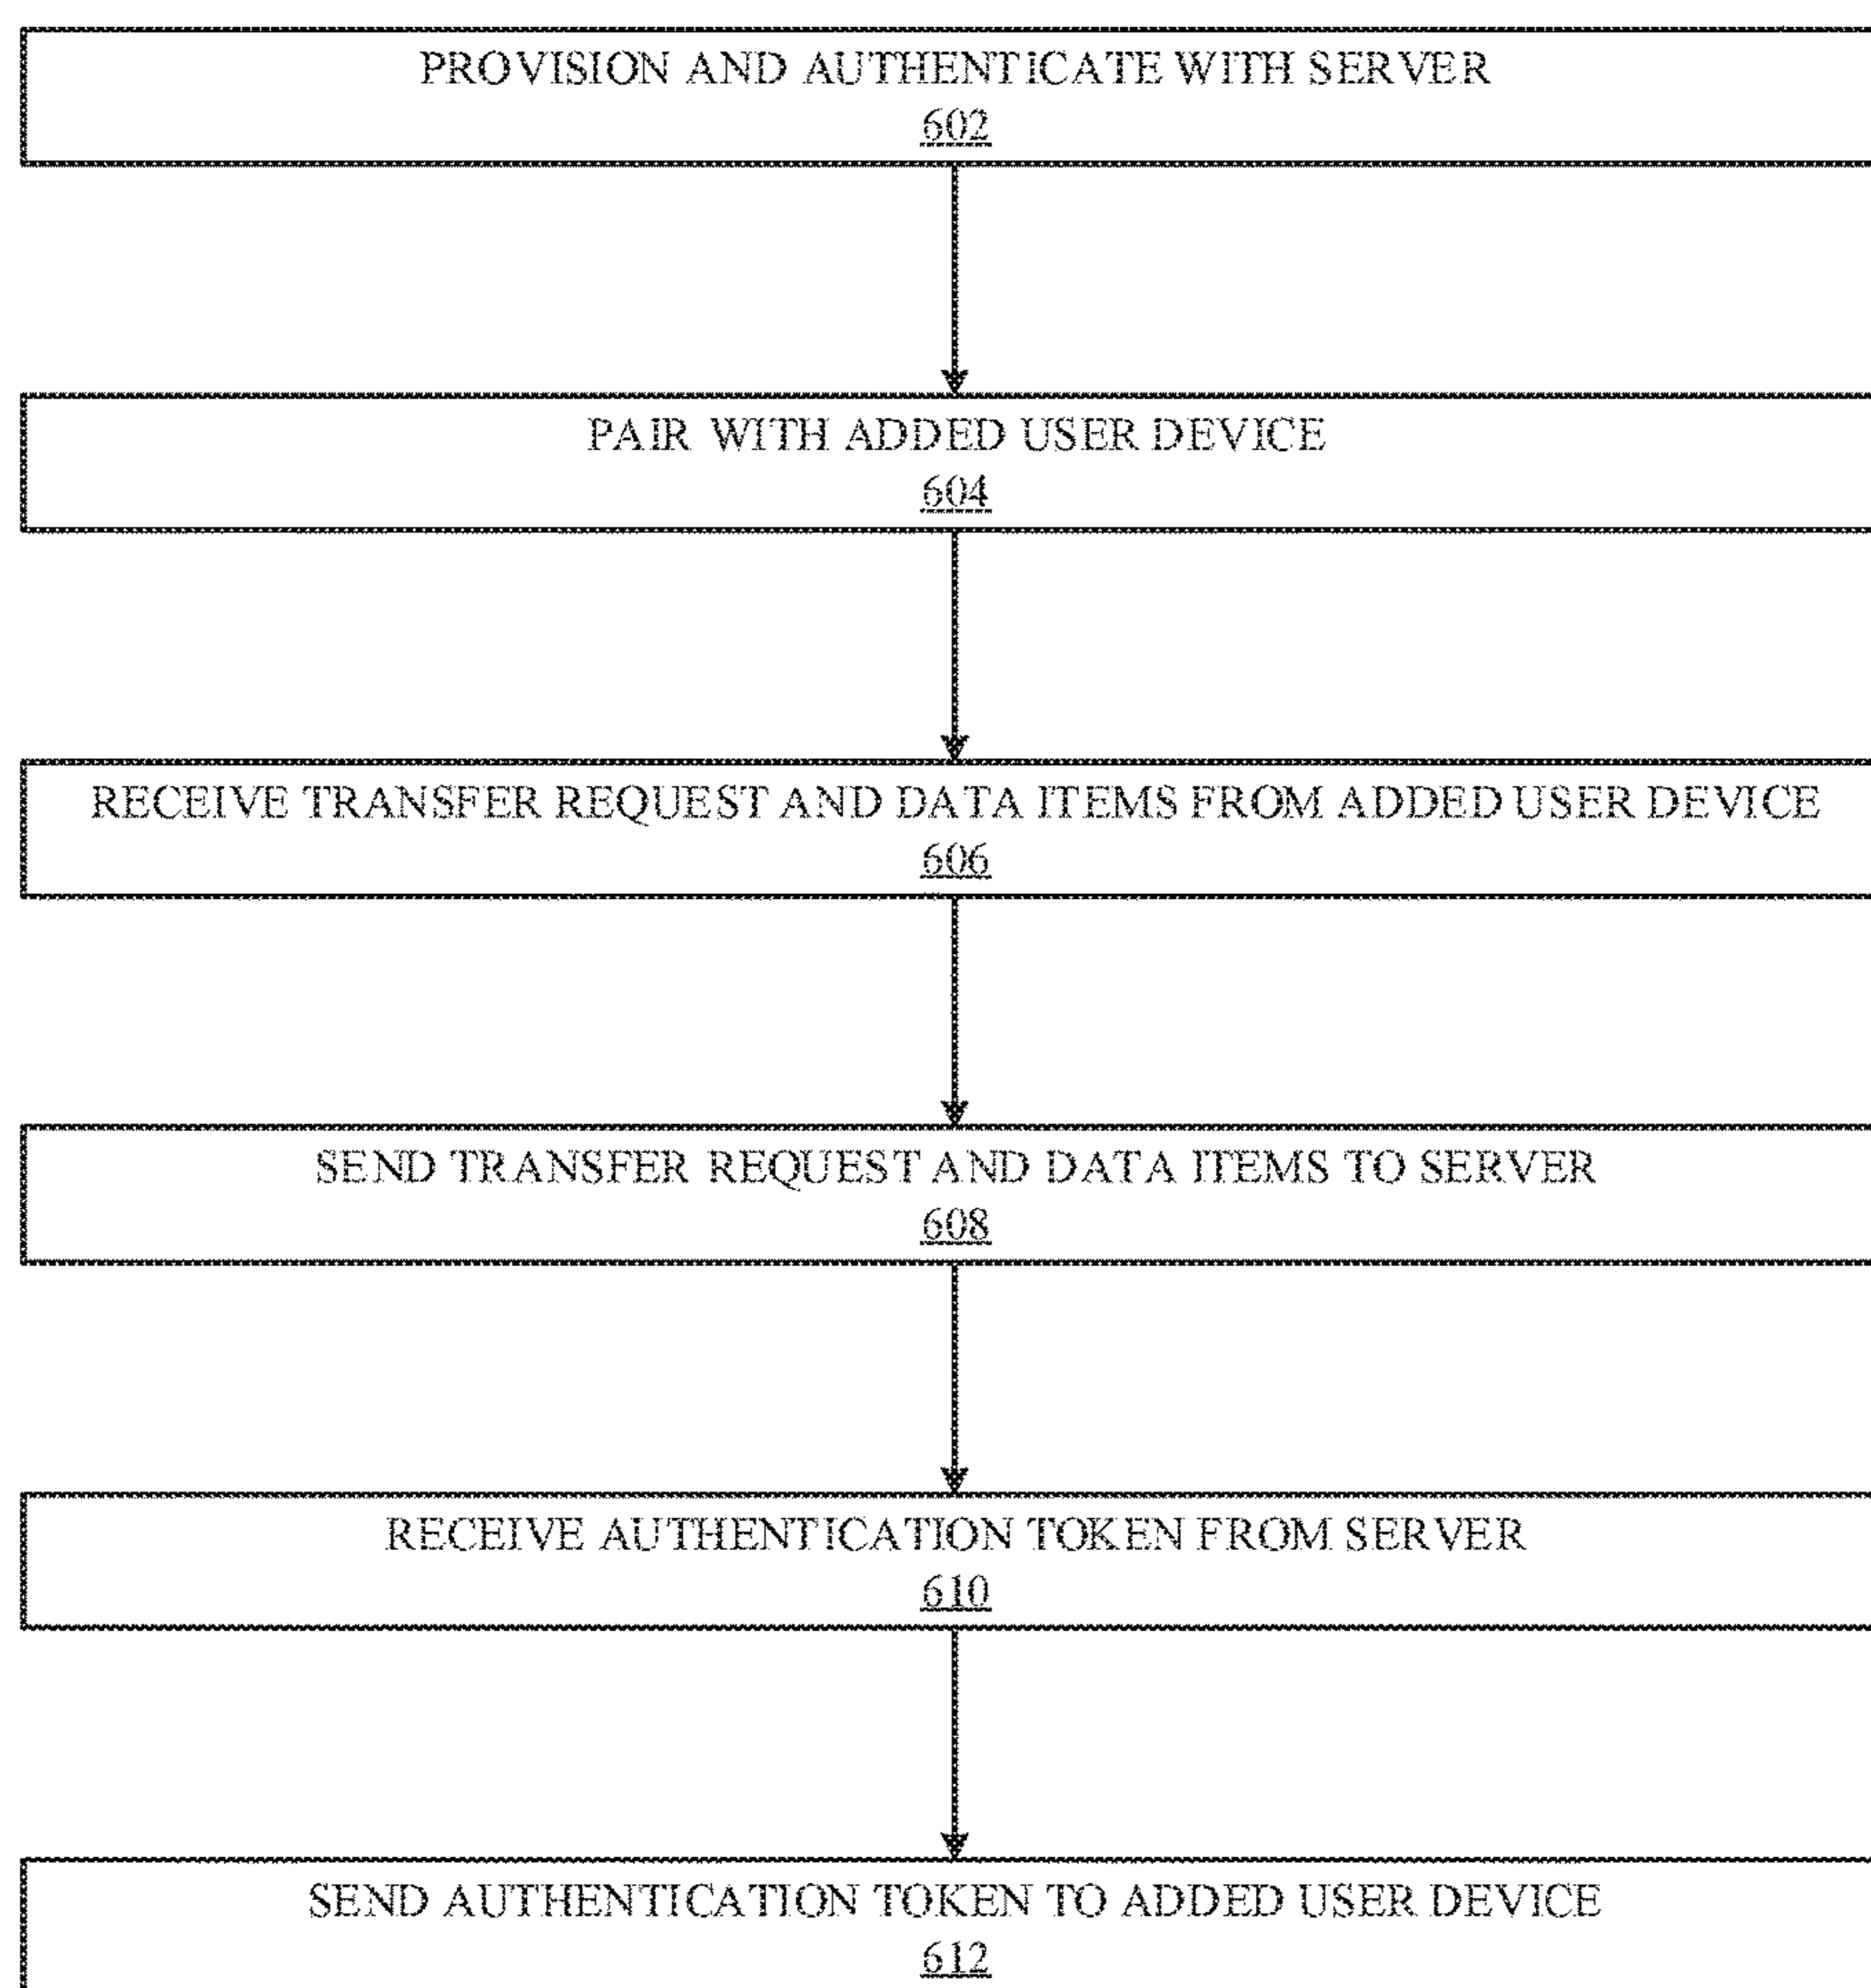 PROVISION AND AUTHENTICATE WITH SERVER
602
PAIR WITH ADDED USER DEVICE
604
RECEIVE TRANSFER REQUEST AND DATA ITEMS FROM ADDED USER DEVICE
606
SEND TRANSFER REQUEST AND DATA ITEMS TO SERVER
608
RECEIVE AUTHENTICATION TOKEN FROM SERVER
610
SEND AUTHENTICATION TOKEN TO ADDED USER DEVICE
612